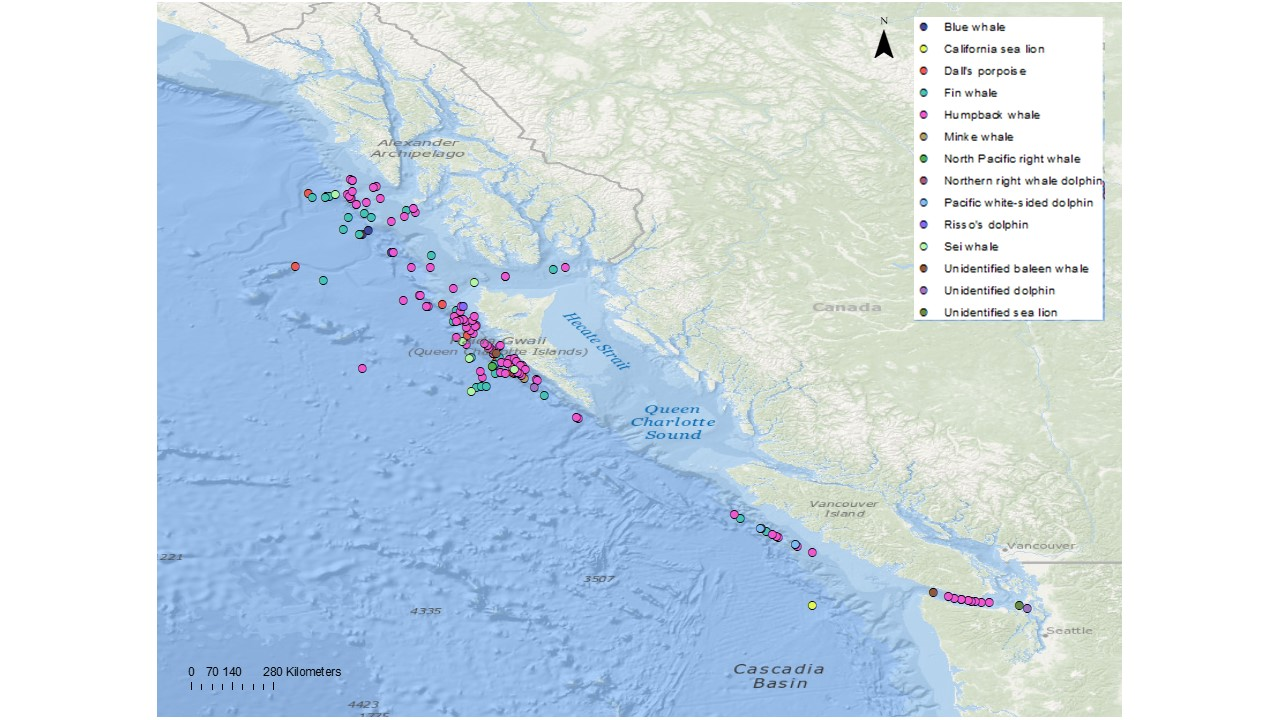 N
Blue whale
California sea lion
Dall's porpoise
Fin whale
Humpback whale
Minke whale
North Pacific right whale
Northern right whale dolphin
Pacific white-sided dolphin
Risso's dolphin
Sei whale
Unidentified baleen whale
Unidentified dolphin
Unidentified sea lion
Alexander
Archipelago
Canada
Hecate Strait
Gwaii
(Queen Charlotte Islands)
Queen
Charlotte
Sound
Vancouver
Island
Vancouver
221
3507
4335
Seattle
Cascadia
Basin
0 70 140 280 Kilometers
4423
1775